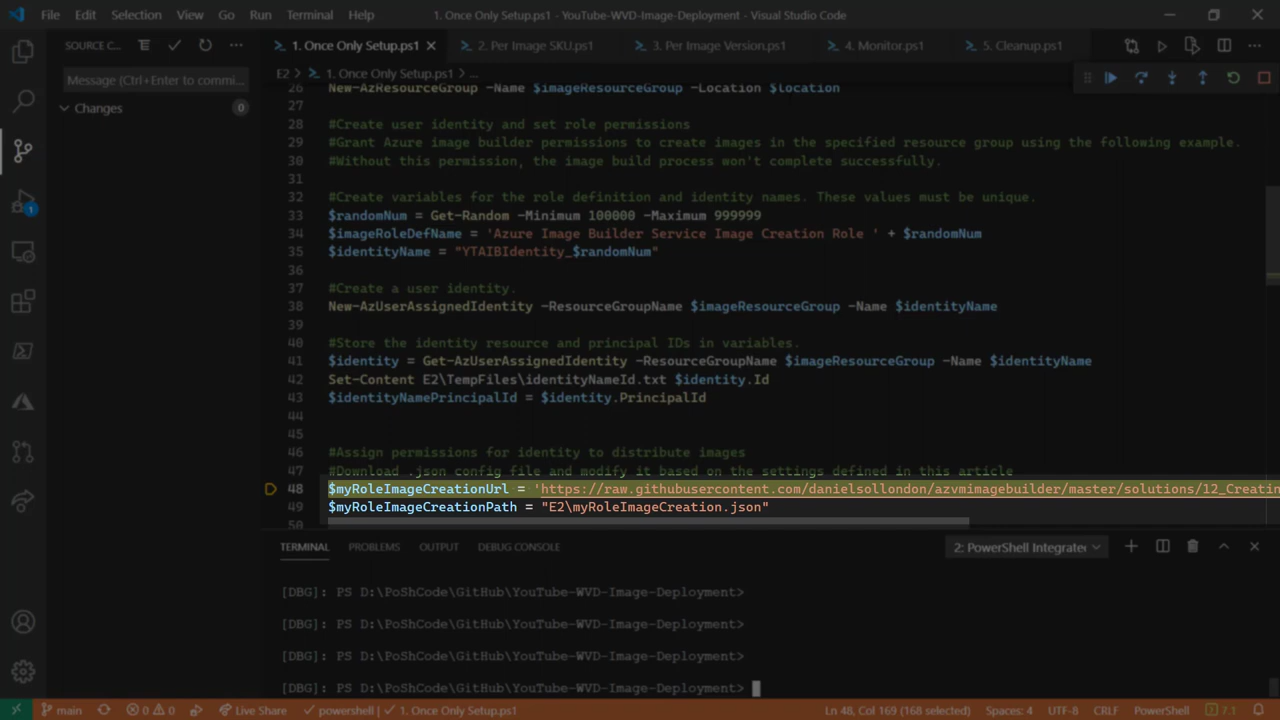 File Edit Selection View Go Run Terminal Help 1. Once Only Setup.ps1 - YouTube-WVD-Image-Deployment - Visual Studio Code
SOURCE C... 1. Once Only Setup.ps1 2. Per Image SKU.ps1 3. Per Image Version.ps1 4. Monitor.ps1 5. Cleanup.ps1
Message (Ctrl+Enter to commi...
Changes 0
E2 > 1. Once Only Setup.ps1 > ...
26 New-AzResourceGroup -Name $imageResourceGroup -Location $location
27
28 #Create user identity and set role permissions
29 #Grant Azure image builder permissions to create images in the specified resource group using the following example.
30 #Without this permission, the image build process won't complete successfully.
31
32 #Create variables for the role definition and identity names. These values must be unique.
33 $randomNum = Get-Random -Minimum 100000 -Maximum 999999
34 $imageRoleDefName = 'Azure Image Builder Service Image Creation Role ' + $randomNum
35 $identityName = "YTAIBIdentity_$randomNum"
36
37 #Create a user identity.
38 New-AzUserAssignedIdentity -ResourceGroupName $imageResourceGroup -Name $identityName
39
40 #Store the identity resource and principal IDs in variables.
41 $identity = Get-AzUserAssignedIdentity -ResourceGroupName $imageResourceGroup -Name $identityName
42 Set-Content E2\TempFiles\identityNameId.txt $identity.Id
43 $identityNamePrincipalId = $identity.PrincipalId
44
45
46 #Assign permissions for identity to distribute images
47 #Download .json config file and modify it based on the settings defined in this article
48 $myRoleImageCreationUrl = 'https://raw.githubusercontent.com/danielsollondon/azvmimagebuilder/master/solutions/12_Creatin
49 $myRoleImageCreationPath = "E2\myRoleImageCreation.json"
50
1
TERMINAL PROBLEMS OUTPUT DEBUG CONSOLE 2: PowerShell Integrate
[DBG]: PS D:\PoShCode\GitHub\YouTube-WVD-Image-Deployment>
[DBG]: PS D:\PoShCode\GitHub\YouTube-WVD-Image-Deployment>
[DBG]: PS D:\PoShCode\GitHub\YouTube-WVD-Image-Deployment>
[DBG]: PS D:\PoShCode\GitHub\YouTube-WVD-Image-Deployment>
main 0 0 Live Share powershell | 1. Once Only Setup.ps1 Ln 48, Col 169 (168 selected) Spaces: 4 UTF-8 CRLF PowerShell 7.1